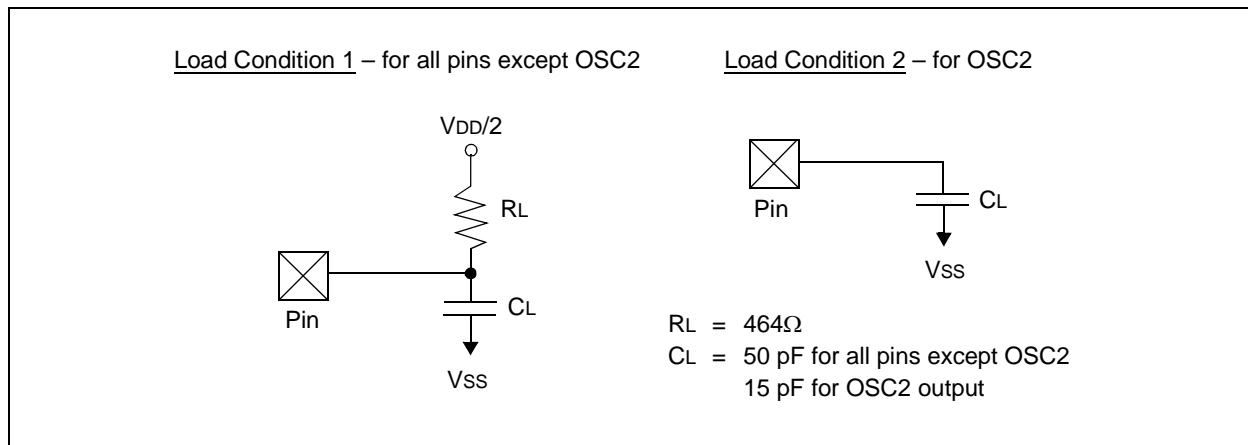 Load Condition 1 – for all pins except OSC2
VDD/2
RL
Pin
CL
VSS
Load Condition 2 – for OSC2
Pin
CL
VSS
RL = 464Ω
CL = 50 pF for all pins except OSC2
15 pF for OSC2 output